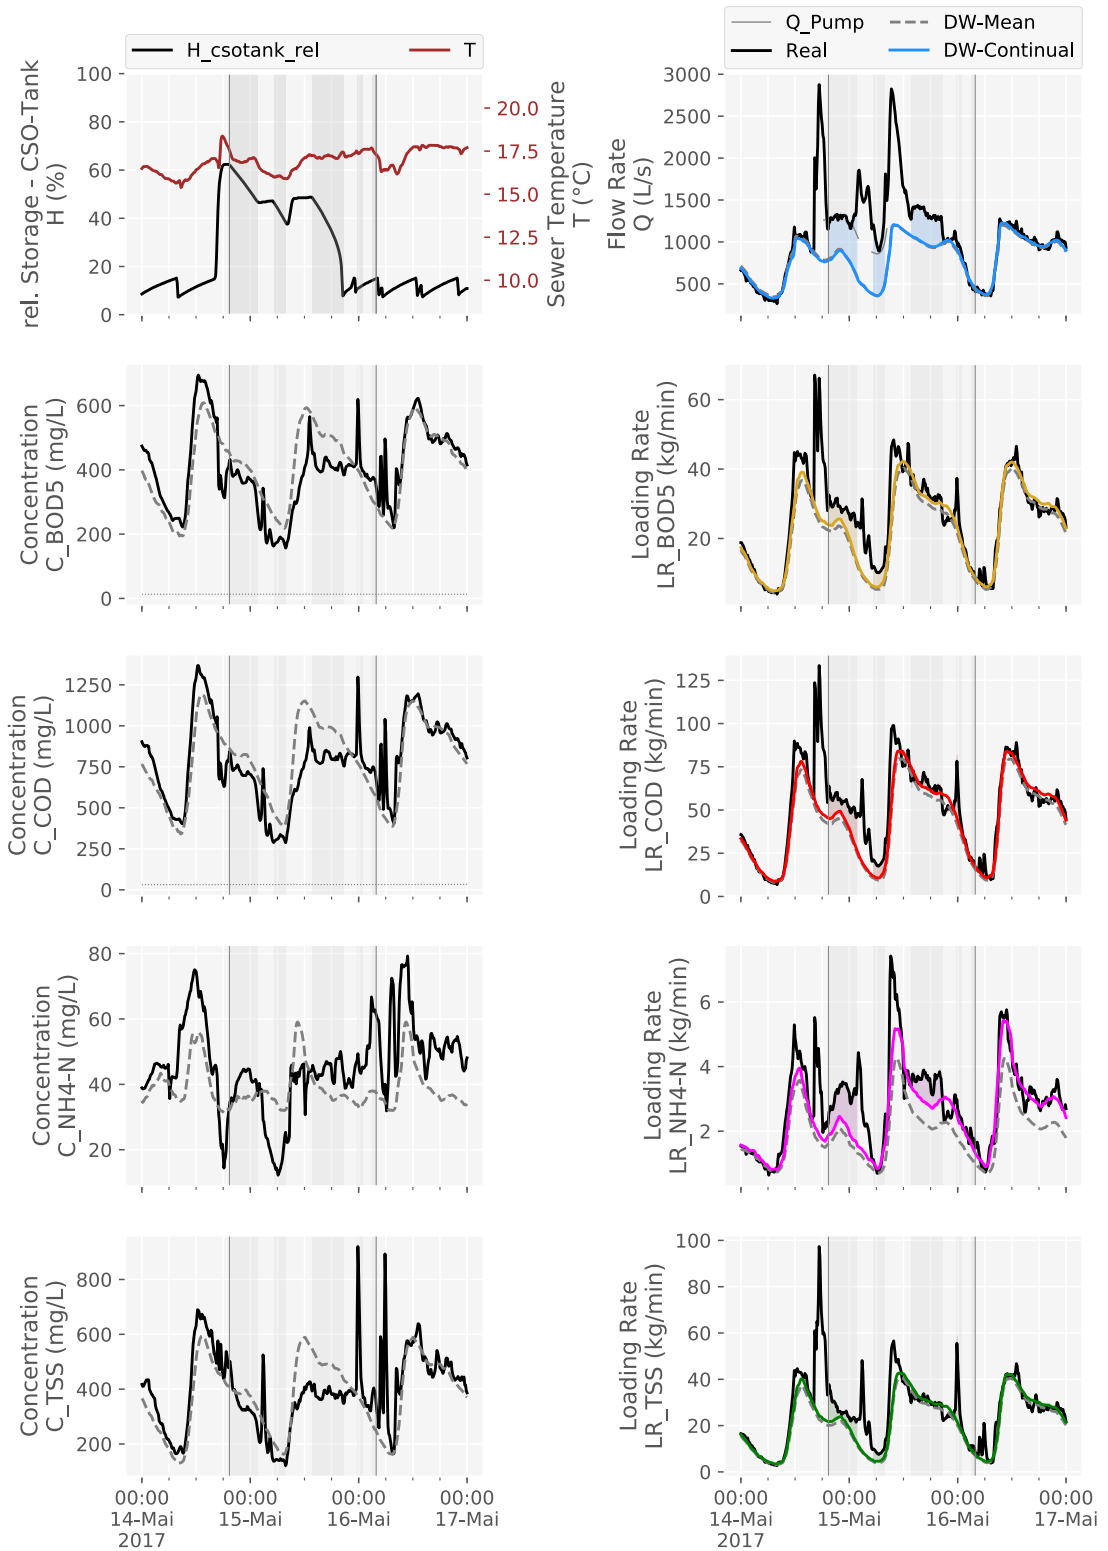 H_csotank_rel T
Q_Pump DW-Mean
Real DW-Continual
rel. Storage - CSO-Tank
H (%)
100
80
60
40
20
0
20.0
17.5
15.0
12.5
10.0
Sewer Temperature
T (°C)
Flow Rate
Q (L/s)
3000
2500
2000
1500
1000
500
Concentration
C_BOD5 (mg/L)
600
400
200
0
Loading Rate
LR_BOD5 (kg/min)
60
40
20
Concentration
C_COD (mg/L)
1250
1000
750
500
250
0
Loading Rate
LR_COD (kg/min)
125
100
75
50
25
0
Concentration
C_NH4-N (mg/L)
80
60
40
20
Loading Rate
LR_NH4-N (kg/min)
6
4
2
Concentration
C_TSS (mg/L)
800
600
400
200
Loading Rate
LR_TSS (kg/min)
100
80
60
40
20
0
00:00 00:00 00:00 00:00
14-Mai 15-Mai 16-Mai 17-Mai
2017
00:00 00:00 00:00 00:00
14-Mai 15-Mai 16-Mai 17-Mai
2017